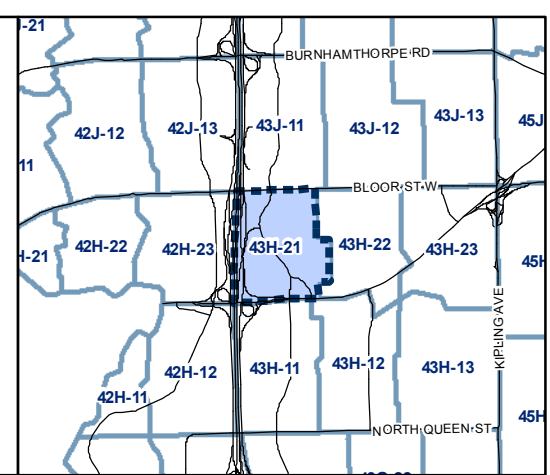 -21
BURNHAMTHORPE RD
42J-12
42J-13
43J-11
43J-12
43J-13
45J
11
BLOOR ST W
H-21
42H-22
42H-23
43H-21
43H-22
43H-23
45H
KIPLING AVE
42H-11
42H-12
43H-11
43H-12
43H-13
45H
NORTH QUEEN ST